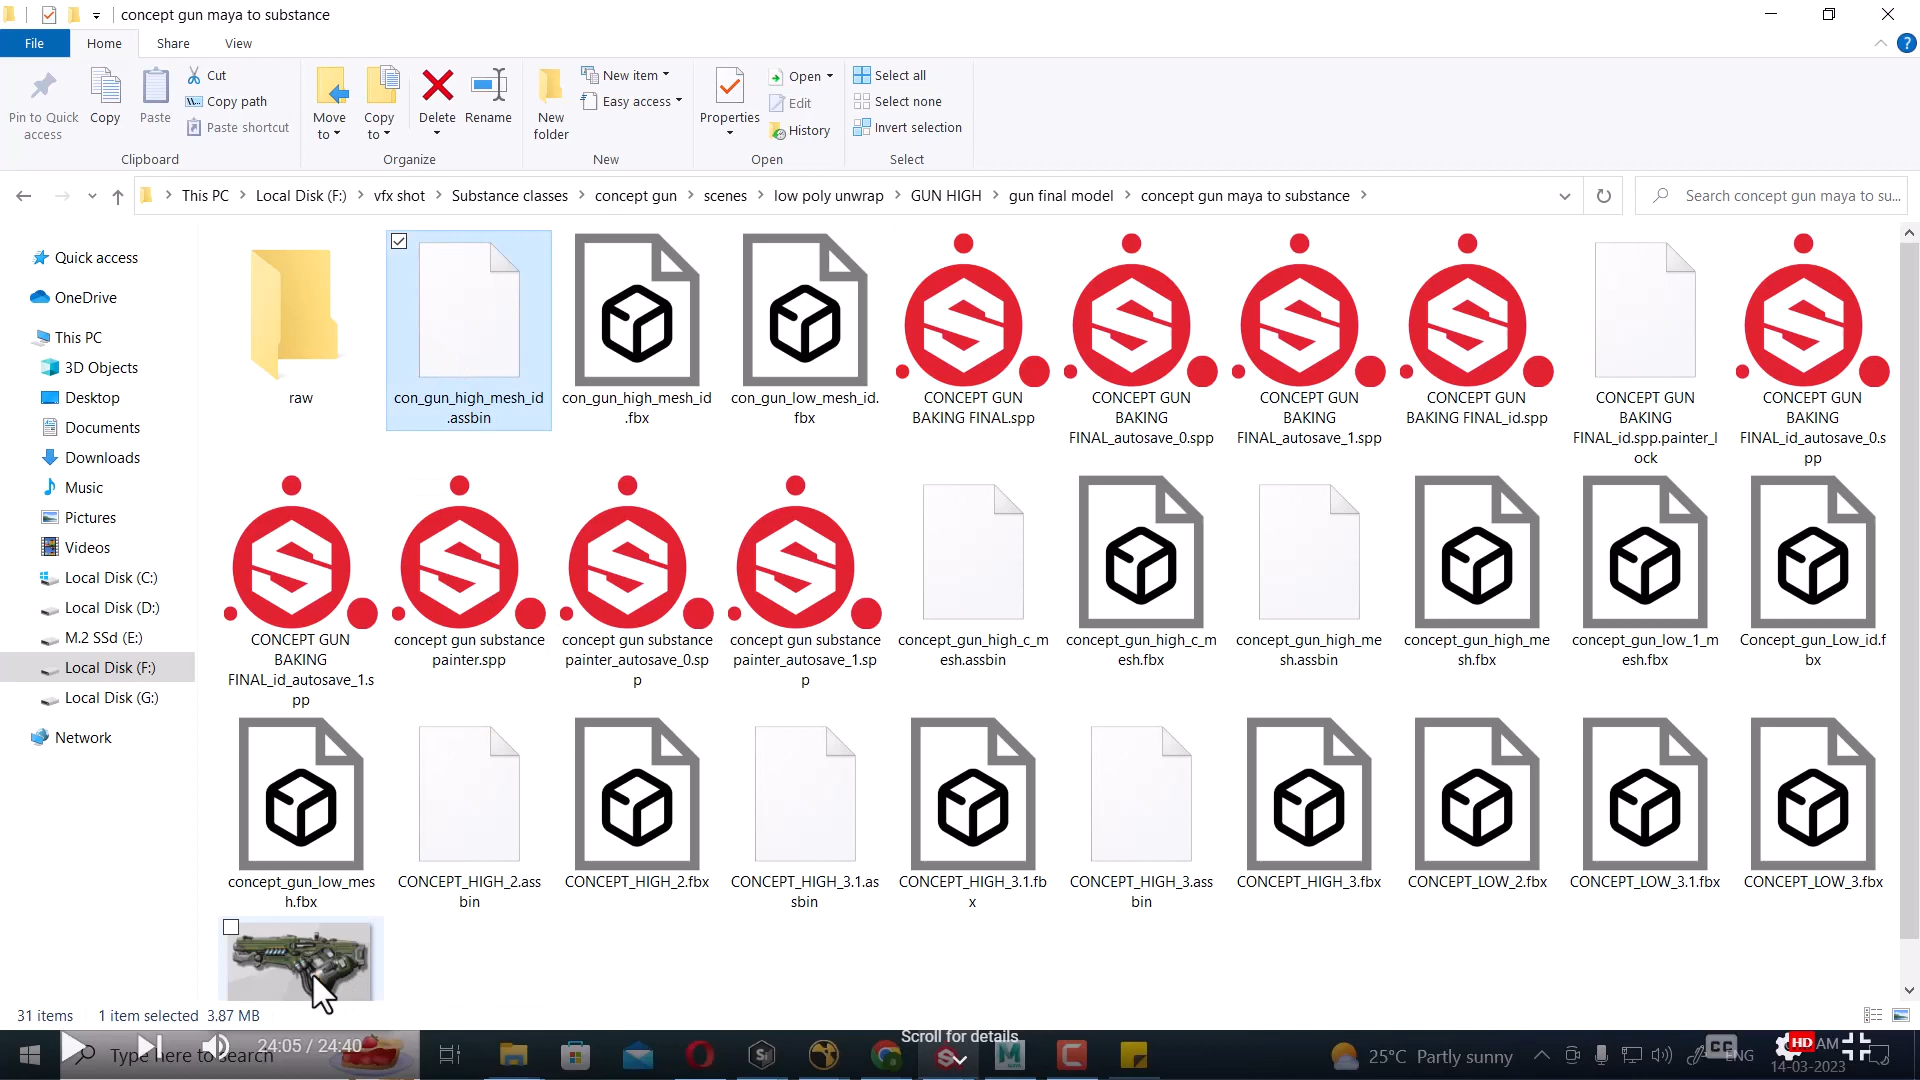 concept gun maya to substance
File
Home
Share
View
Pin to Quick
access
Copy
Paste
Cut
Copy path
Paste shortcut
Clipboard
Move
to
Copy
to
Delete
Rename
Organize
New
folder
New item
Easy access
New
Properties
Open
Edit
History
Open
Select all
Select none
Invert selection
Select
This PC
Local Disk (F:)
vfx shot
Substance classes
concept gun
scenes
low poly unwrap
GUN HIGH
gun final model
concept gun maya to substance
Search concept gun maya to su...
Quick access
OneDrive
This PC
3D Objects
Desktop
Documents
Downloads
Music
Pictures
Videos
Local Disk (C:)
Local Disk (D:)
M.2 SSd (E:)
Local Disk (F:)
Local Disk (G:)
Network
raw
con_gun_high_mesh_id
.assbin
con_gun_high_mesh_id
.fbx
con_gun_low_mesh_id.
fbx
CONCEPT GUN
BAKING FINAL.spp
CONCEPT GUN
BAKING
FINAL_autosave_0.spp
CONCEPT GUN
BAKING
FINAL_autosave_1.spp
CONCEPT GUN
BAKING FINAL_id.spp
CONCEPT GUN
BAKING
FINAL_id.spp.painter_l
ock
CONCEPT GUN
BAKING
FINAL_id_autosave_0.s
pp
CONCEPT GUN
BAKING
FINAL_id_autosave_1.s
pp
concept gun substance
painter.spp
concept gun substance
painter_autosave_0.sp
p
concept gun substance
painter_autosave_1.sp
p
concept_gun_high_c_m
esh.assbin
concept_gun_high_c_m
esh.fbx
concept_gun_high_me
sh.assbin
concept_gun_high_me
sh.fbx
concept_gun_low_1_m
esh.fbx
Concept_gun_Low_id.f
bx
concept_gun_low_mes
h.fbx
CONCEPT_HIGH_2.ass
bin
CONCEPT_HIGH_2.fbx
CONCEPT_HIGH_3.1.as
sbin
CONCEPT_HIGH_3.1.fb
x
CONCEPT_HIGH_3.ass
bin
CONCEPT_HIGH_3.fbx
CONCEPT_LOW_2.fbx
CONCEPT_LOW_3.1.fbx
CONCEPT_LOW_3.fbx
31 items
1 item selected 3.87 MB
Type here to search
24:05 / 24:40
Scroll for details
25°C Partly sunny
CC
ENG
HD
AM
14-03-2023